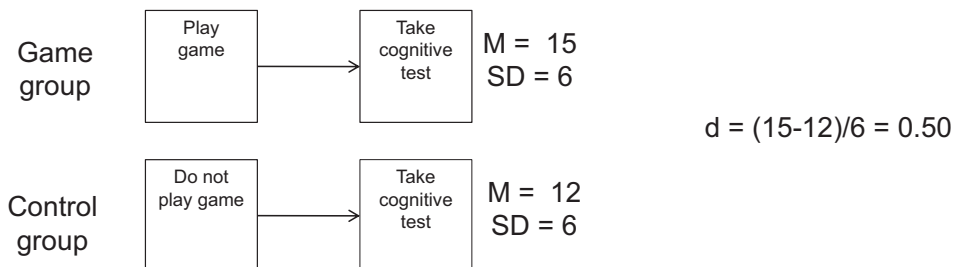 Game
group
Play
game
Take
cognitive
test
M = 15
SD = 6
d = (15-12)/6 = 0.50
Control
group
Do not
play game
Take
cognitive
test
M = 12
SD = 6